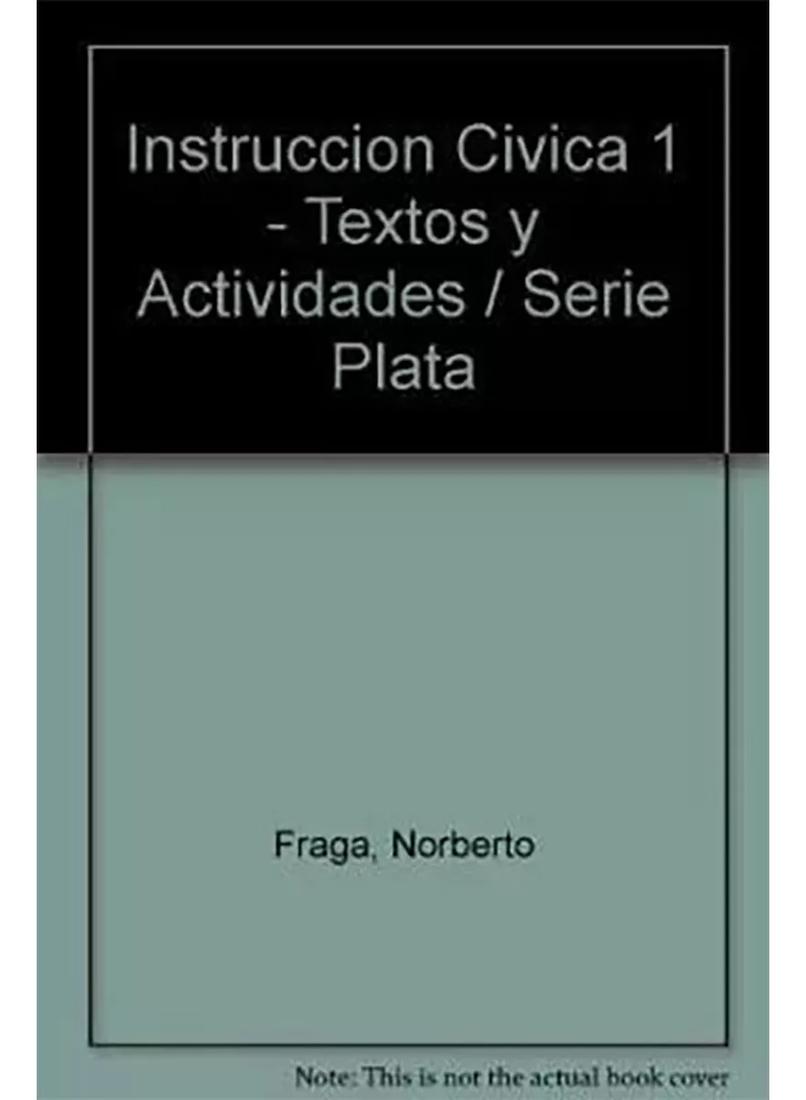 Instruccion Civica 1
- Textos y
Actividades / Serie
Plata
Fraga, Norberto
Note: This is not the actual book cover